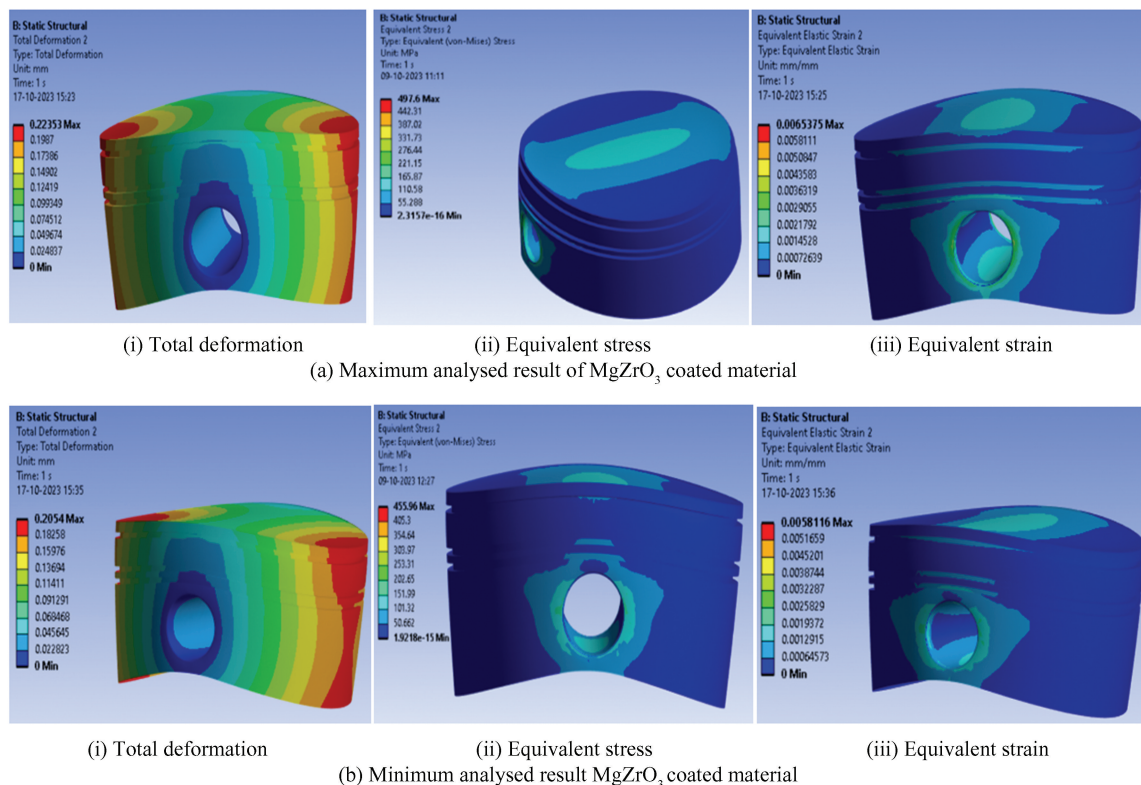 B: Static Structural
Total Deformation 2
Type: Total Deformation
Unit: mm
Time: 1 s
17-10-2023 15:23
0.22353 Max
0.1987
0.17386
0.14902
0.12419
0.099349
0.074512
0.049674
0.024837
0 Min
B: Static Structural
Equivalent Stress 2
Type: Equivalent (von-Mises) Stress
Unit: MPa
Time: 1 s
09-10-2023 11:11
497.6 Max
442.31
387.02
331.73
276.44
221.15
165.87
110.58
55.288
2.3157e-16 Min
B: Static Structural
Equivalent Elastic Strain 2
Type: Equivalent Elastic Strain
Unit: mm/mm
Time: 1 s
17-10-2023 15:25
0.0065375 Max
0.0058111
0.0050847
0.0043583
0.0036319
0.0029055
0.0021792
0.0014528
0.00072639
0 Min
(i) Total deformation
(ii) Equivalent stress
(iii) Equivalent strain
(a) Maximum analysed result of MgZrO₃ coated material
B: Static Structural
Total Deformation 2
Type: Total Deformation
Unit: mm
Time: 1 s
17-10-2023 15:35
0.2054 Max
0.18258
0.15976
0.13694
0.11411
0.091291
0.068468
0.045645
0.022823
0 Min
B: Static Structural
Equivalent Stress 2
Type: Equivalent (von-Mises) Stress
Unit: MPa
Time: 1 s
09-10-2023 12:27
455.96 Max
405.3
354.64
303.97
253.31
202.65
151.99
101.32
50.662
1.9218e-15 Min
B: Static Structural
Equivalent Elastic Strain 2
Type: Equivalent Elastic Strain
Unit: mm/mm
Time: 1 s
17-10-2023 15:36
0.0058116 Max
0.0051659
0.0045201
0.0038744
0.0032287
0.0025829
0.0019372
0.0012915
0.00064573
0 Min
(i) Total deformation
(ii) Equivalent stress
(iii) Equivalent strain
(b) Minimum analysed result MgZrO₃ coated material